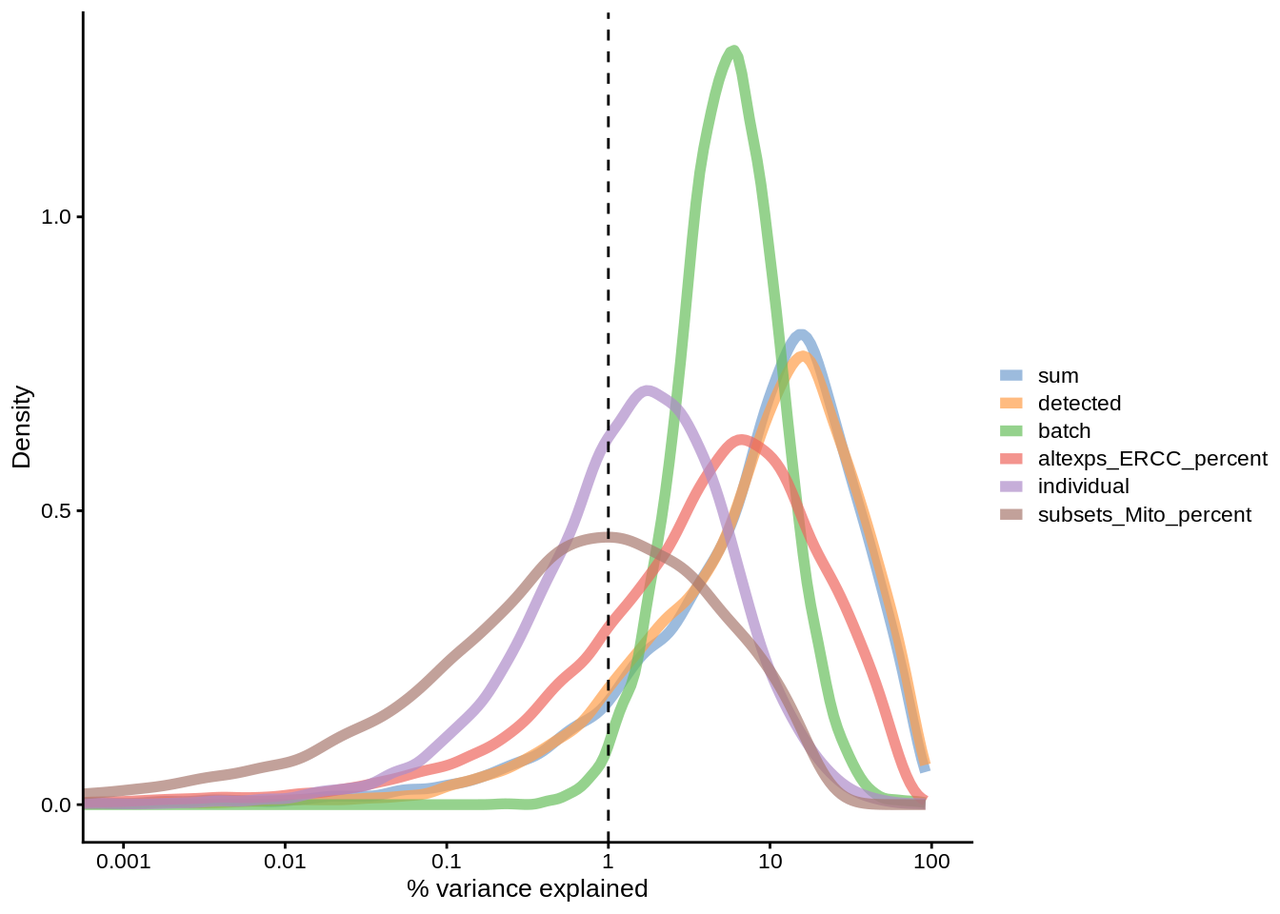 1.0
0.5
0.0
Density
0.001 0.01 0.1 1 10 100
% variance explained
sum
detected
batch
altexps_ERCC_percent
individual
subsets_Mito_percent